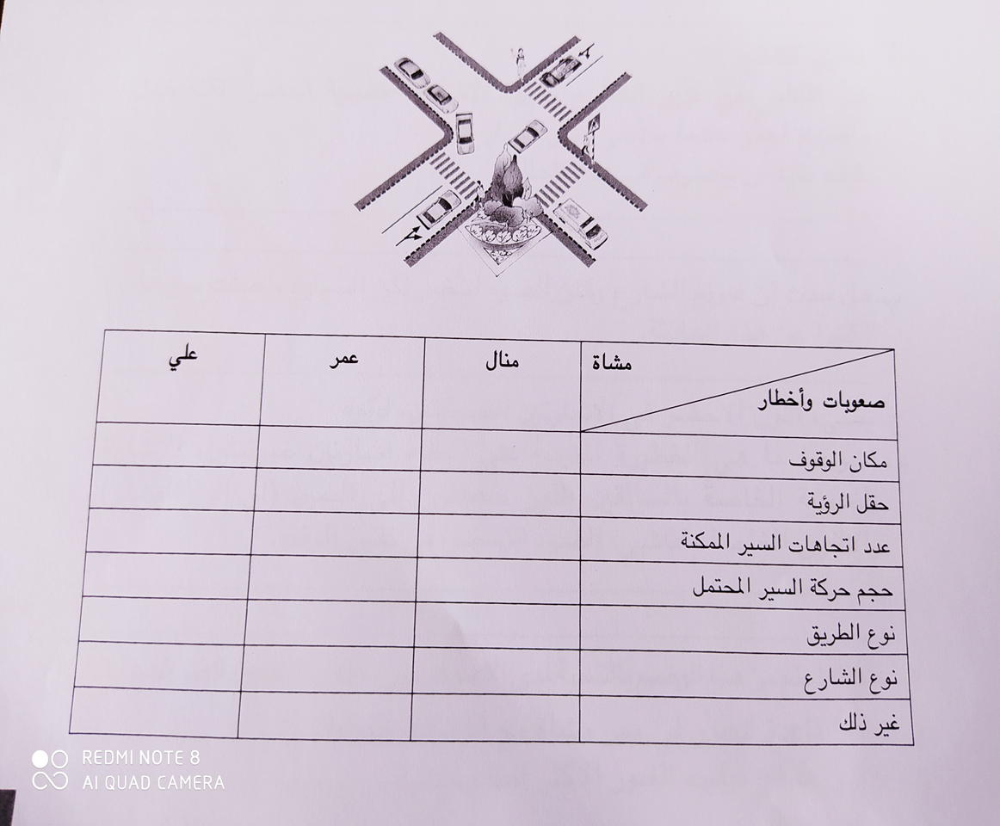 مشاة منال عمر علي
صعوبات وأخطار
مكان الوقوف
حقل الرؤية
عدد اتجاهات السير الممكنة
حجم حركة السير المحتمل
نوع الطريق
نوع الشارع
غير ذلك
REDMI NOTE 8
AI QUAD CAMERA